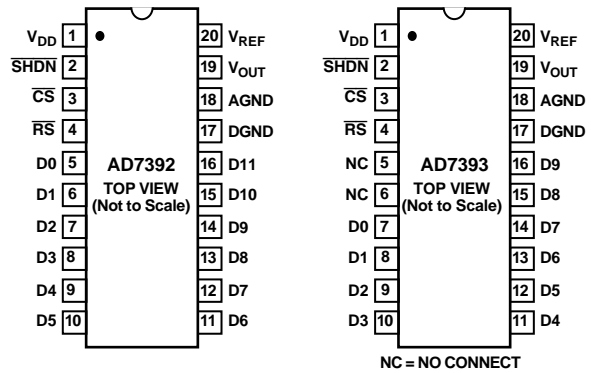 VDD 1 20 VREF
SHDN 2 19 VOUT
CS 3 18 AGND
RS 4 17 DGND
D0 5 AD7392 16 D11
D1 6 TOP VIEW 15 D10
(Not to Scale)
D2 7 14 D9
D3 8 13 D8
D4 9 12 D7
D5 10 11 D6
VDD 1 20 VREF
SHDN 2 19 VOUT
CS 3 18 AGND
RS 4 17 DGND
NC 5 AD7393 16 D9
NC 6 TOP VIEW 15 D8
(Not to Scale)
D0 7 14 D7
D1 8 13 D6
D2 9 12 D5
D3 10 11 D4
NC = NO CONNECT